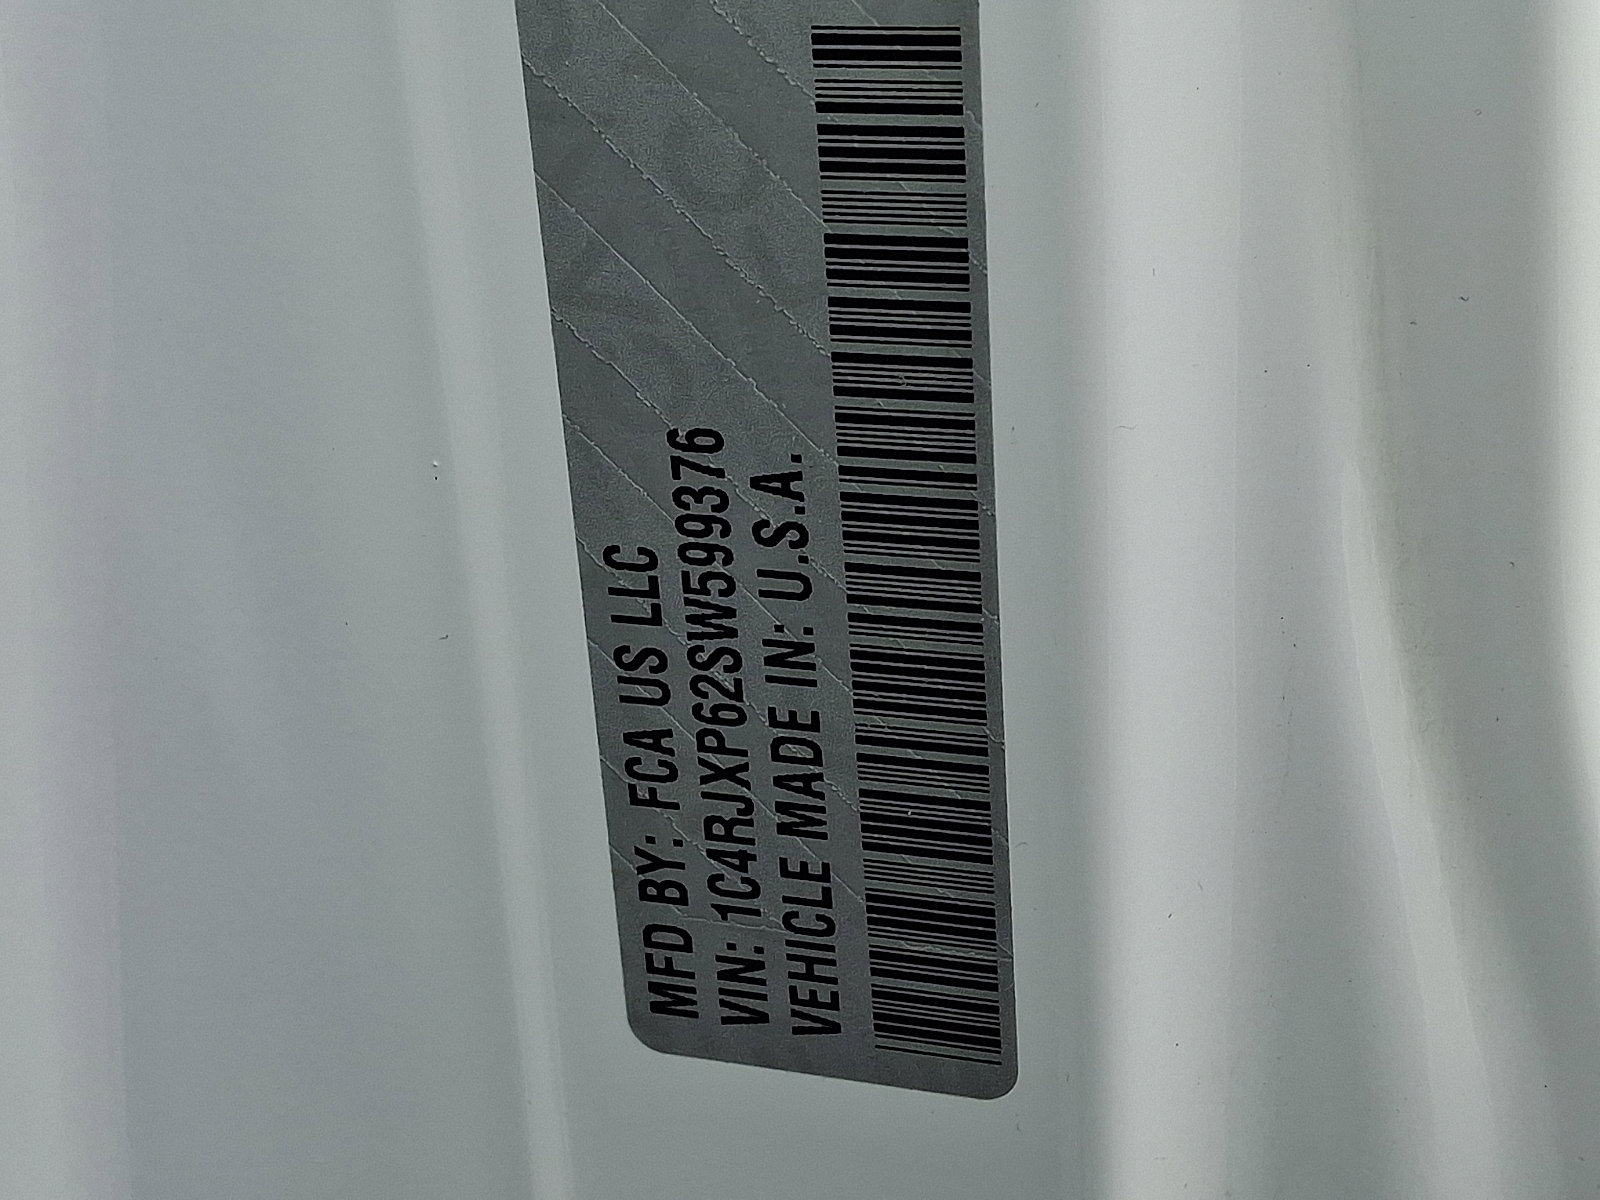 MFD BY: FCA US LLC
VIN: 1C4RJXP62SW599376
VEHICLE MADE IN: U.S.A.